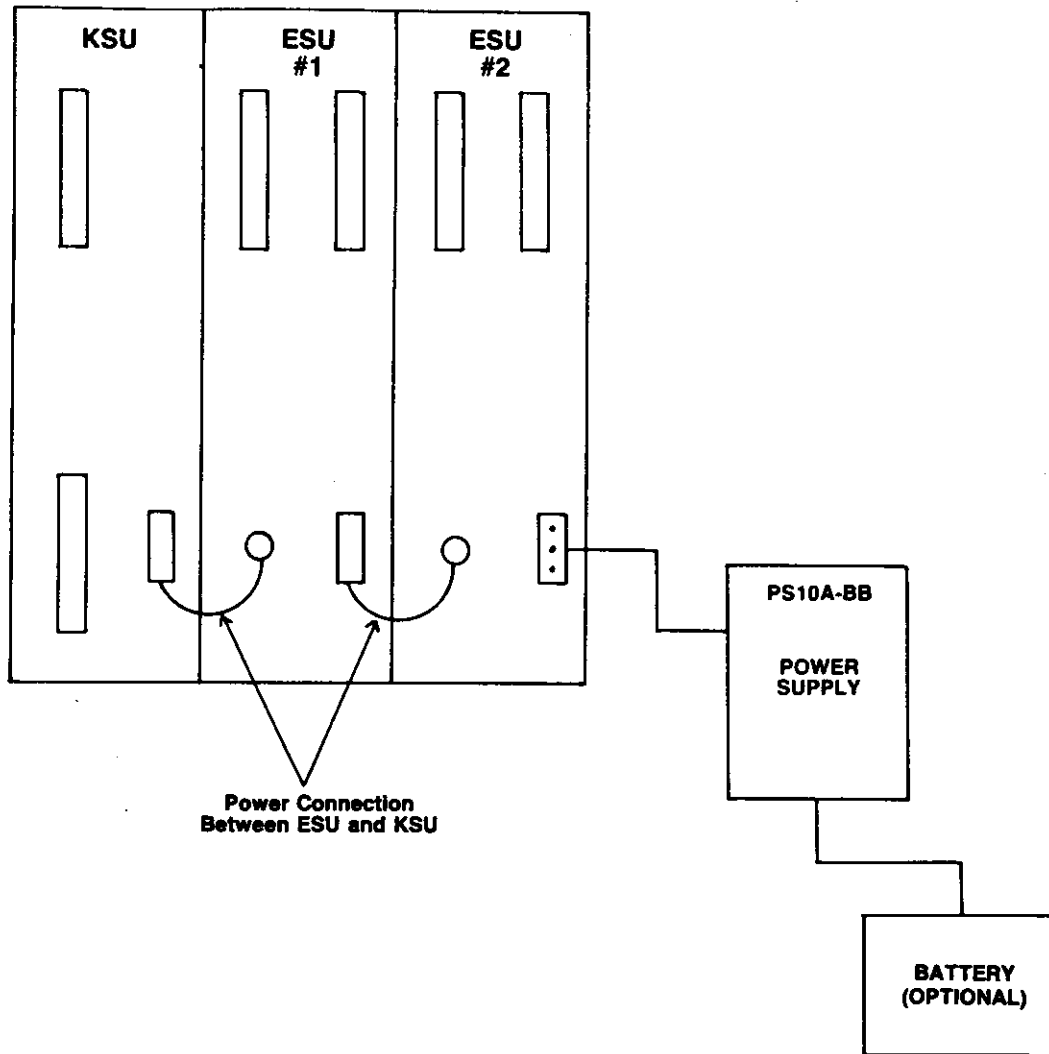 KSU
ESU
#1
ESU
#2
PS10A-BB
POWER
SUPPLY
Power Connection
Between ESU and KSU
BATTERY
(OPTIONAL)